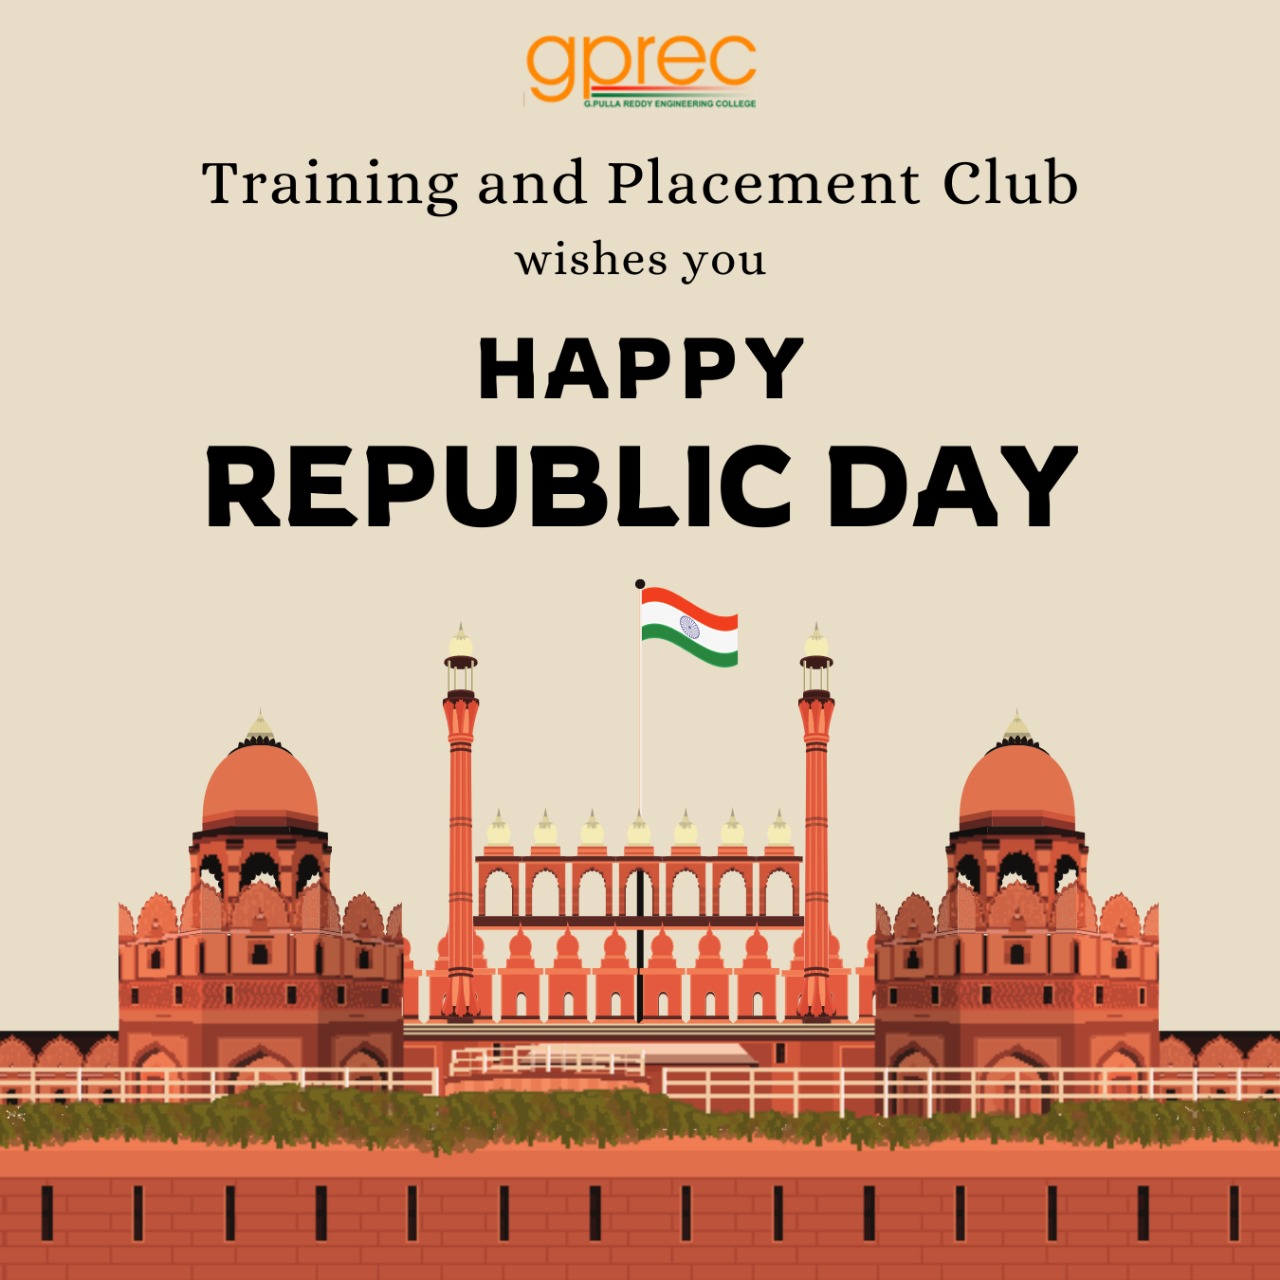 gprec
G.PULLA REDDY ENGINEERING COLLEGE
Training and Placement Club
wishes you
HAPPY
REPUBLIC DAY